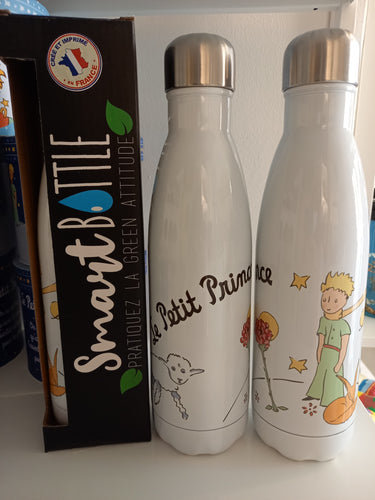 CRÉÉ ET IMPRIMÉ
EN FRANCE
Smart BOTTLE
PRATIQUEZ LA GREEN ATTITUDE
Le Petit Prince